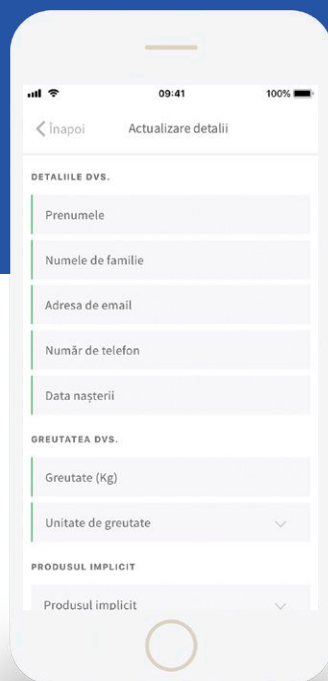 09:41
100%
Înapoi
Actualizare detalii
DETALIILE DVS.
Prenumele
Numele de familie
Adresa de email
Număr de telefon
Data nașterii
GREUTATEA DVS.
Greutate (Kg)
Unitate de greutate
PRODUSUL IMPLICIT
Produsul implicit